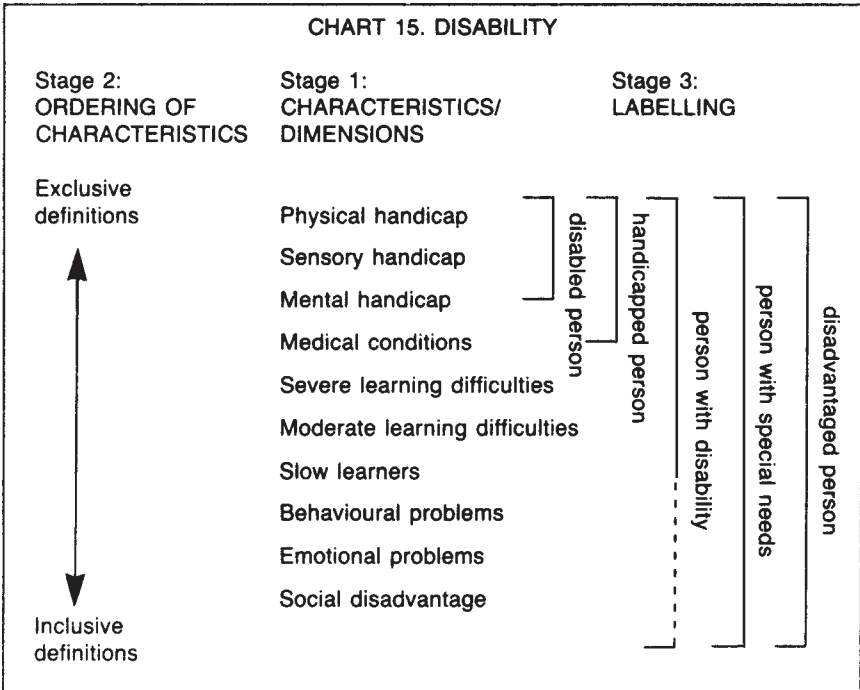 CHART 15. DISABILITY
Stage 2:
ORDERING OF
CHARACTERISTICS
Stage 1:
CHARACTERISTICS/
DIMENSIONS
Stage 3:
LABELLING
Exclusive
definitions
Inclusive
definitions
Physical handicap
Sensory handicap
Mental handicap
Medical conditions
Severe learning difficulties
Moderate learning difficulties
Slow learners
Behavioural problems
Emotional problems
Social disadvantage
disabled person
handicapped person
person with disability
person with special needs
disadvantaged person